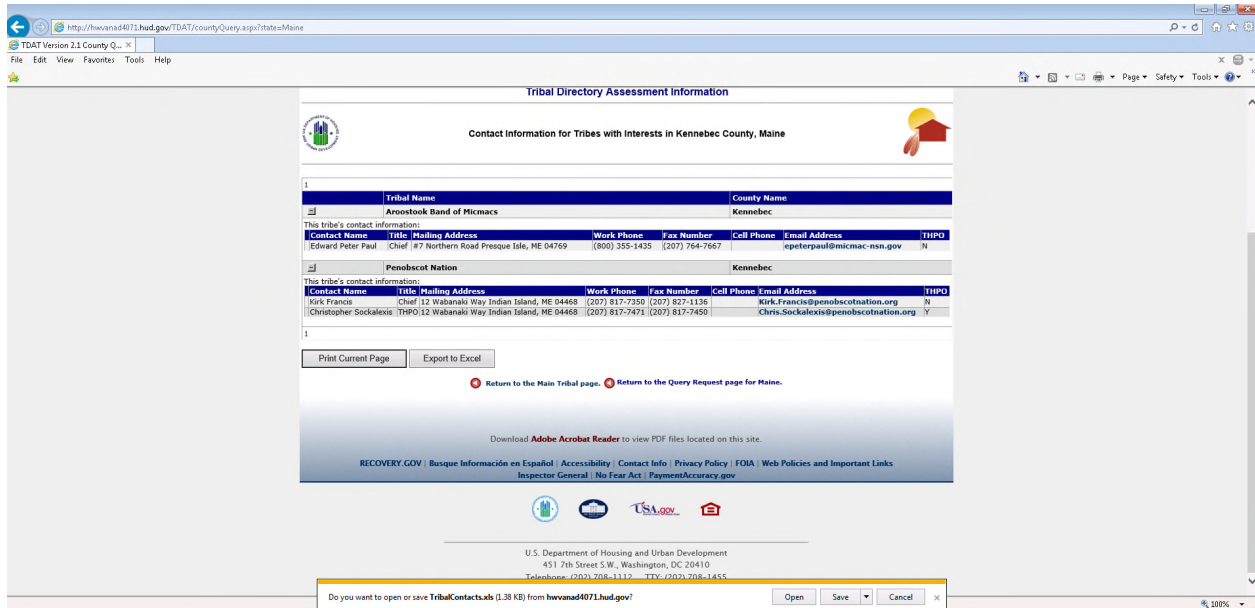 http://hwvanad4071.hud.gov/TDAT/countyQuery.aspx?state=Maine
TDAT Version 2.1 County Q...
File Edit View Favorites Tools Help
Page Safety Tools
Tribal Directory Assessment Information
Contact Information for Tribes with Interests in Kennebec County, Maine
1
Tribal Name County Name
Aroostook Band of Micmacs Kennebec
This tribe's contact information:
Contact Name Title Mailing Address Work Phone Fax Number Cell Phone Email Address THPO
Edward Peter Paul Chief #7 Northern Road Presque Isle, ME 04769 (800) 355-1435 (207) 764-7667 epeterpaul@micmac-nsn.gov N
Penobscot Nation Kennebec
This tribe's contact information:
Contact Name Title Mailing Address Work Phone Fax Number Cell Phone Email Address THPO
Kirk Francis Chief 12 Wabanaki Way Indian Island, ME 04468 (207) 817-7350 (207) 827-1136 Kirk.Francis@penobscotnation.org N
Christopher Sockalexis THPO 12 Wabanaki Way Indian Island, ME 04468 (207) 817-7471 (207) 817-7450 Chris.Sockalexis@penobscotnation.org Y
1
Print Current Page Export to Excel
Return to the Main Tribal page. Return to the Query Request page for Maine.
Download Adobe Acrobat Reader to view PDF files located on this site.
RECOVERY.GOV | Busque Información en Español | Accessibility | Contact Info | Privacy Policy | FOIA | Web Policies and Important Links
Inspector General | No Fear Act | PaymentAccuracy.gov
USA.gov
U.S. Department of Housing and Urban Development
451 7th Street S.W., Washington, DC 20410
Telephone: (202) 708-1112 TTY: (202) 708-1455
Do you want to open or save TribalContacts.xls (1.38 KB) from hwvanad4071.hud.gov? Open Save Cancel
100%